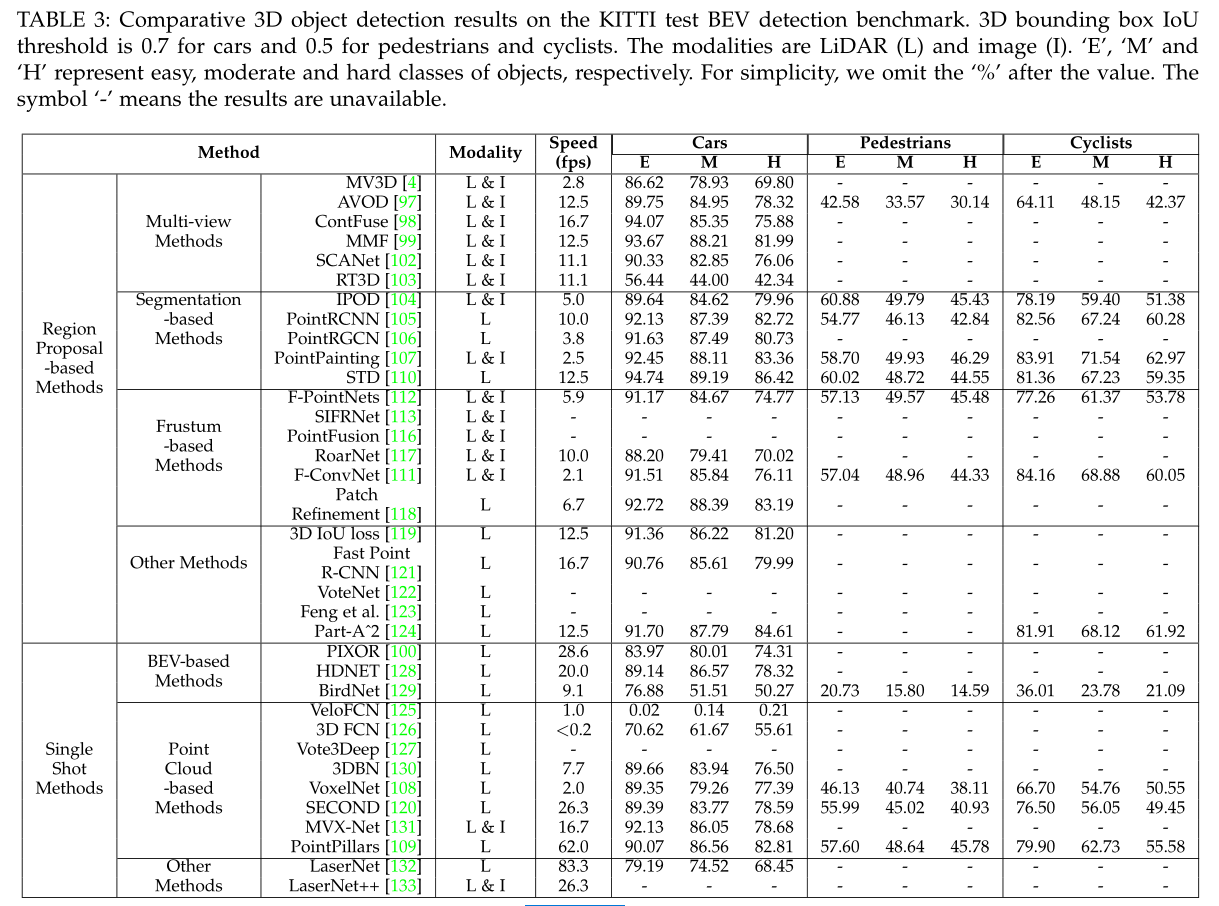 TABLE 3: Comparative 3D object detection results on the KITTI test BEV detection benchmark. 3D bounding box IoU
threshold is 0.7 for cars and 0.5 for pedestrians and cyclists. The modalities are LiDAR (L) and image (I). ‘E’, ‘M’ and
‘H’ represent easy, moderate and hard classes of objects, respectively. For simplicity, we omit the ‘%’ after the value. The
symbol ‘-’ means the results are unavailable.
Method Modality Speed (fps) Cars Pedestrians Cyclists
E M H E M H E M H
Region Proposal -based Methods
Multi-view Methods
MV3D [4] L & I 2.8 86.62 78.93 69.80 - - - - - -
AVOD [97] L & I 12.5 89.75 84.95 78.32 42.58 33.57 30.14 64.11 48.15 42.37
ContFuse [98] L & I 16.7 94.07 85.35 75.88 - - - - - -
MMF [99] L & I 12.5 93.67 88.21 81.99 - - - - - -
SCANet [102] L & I 11.1 90.33 82.85 76.06 - - - - - -
RT3D [103] L & I 11.1 56.44 44.00 42.34 - - - - - -
Segmentation -based Methods
IPOD [104] L & I 5.0 89.64 84.62 79.96 60.88 49.79 45.43 78.19 59.40 51.38
PointRCNN [105] L 10.0 92.13 87.39 82.72 54.77 46.13 42.84 82.56 67.24 60.28
PointRGCN [106] L 3.8 91.63 87.49 80.73 - - - - - -
PointPainting [107] L & I 2.5 92.45 88.11 83.36 58.70 49.93 46.29 83.91 71.54 62.97
STD [110] L 12.5 94.74 89.19 86.42 60.02 48.72 44.55 81.36 67.23 59.35
Frustum -based Methods
F-PointNets [112] L & I 5.9 91.17 84.67 74.77 57.13 49.57 45.48 77.26 61.37 53.78
SIFRNet [113] L & I - - - - - - - - - -
PointFusion [116] L & I - - - - - - - - - -
RoarNet [117] L & I 10.0 88.20 79.41 70.02 - - - - - -
F-ConvNet [111] L & I 2.1 91.51 85.84 76.11 57.04 48.96 44.33 84.16 68.88 60.05
Patch
Refinement [118] L 6.7 92.72 88.39 83.19 - - - - - -
Other Methods
3D IoU loss [119] L 12.5 91.36 86.22 81.20 - - - - - -
Fast Point
R-CNN [121] L 16.7 90.76 85.61 79.99 - - - - - -
VoteNet [122] L - - - - - - - - - -
Feng et al. [123] L - - - - - - - - - -
Part-Aˆ2 [124] L 12.5 91.70 87.79 84.61 - - - 81.91 68.12 61.92
Single Shot Methods
BEV-based Methods
PIXOR [100] L 28.6 83.97 80.01 74.31 - - - - - -
HDNET [128] L 20.0 89.14 86.57 78.32 - - - - - -
BirdNet [129] L 9.1 76.88 51.51 50.27 20.73 15.80 14.59 36.01 23.78 21.09
Point Cloud -based Methods
VeloFCN [125] L 1.0 0.02 0.14 0.21 - - - - - -
3D FCN [126] L <0.2 70.62 61.67 55.61 - - - - - -
Vote3Deep [127] L - - - - - - - - - -
3DBN [130] L 7.7 89.66 83.94 76.50 - - - - - -
VoxelNet [108] L 2.0 89.35 79.26 77.39 46.13 40.74 38.11 66.70 54.76 50.55
SECOND [120] L 26.3 89.39 83.77 78.59 55.99 45.02 40.93 76.50 56.05 49.45
MVX-Net [131] L & I 16.7 92.13 86.05 78.68 - - - - - -
PointPillars [109] L 62.0 90.07 86.56 82.81 57.60 48.64 45.78 79.90 62.73 55.58
Other Methods
LaserNet [132] L 83.3 79.19 74.52 68.45 - - - - - -
LaserNet++ [133] L & I 26.3 - - - - - - - - -